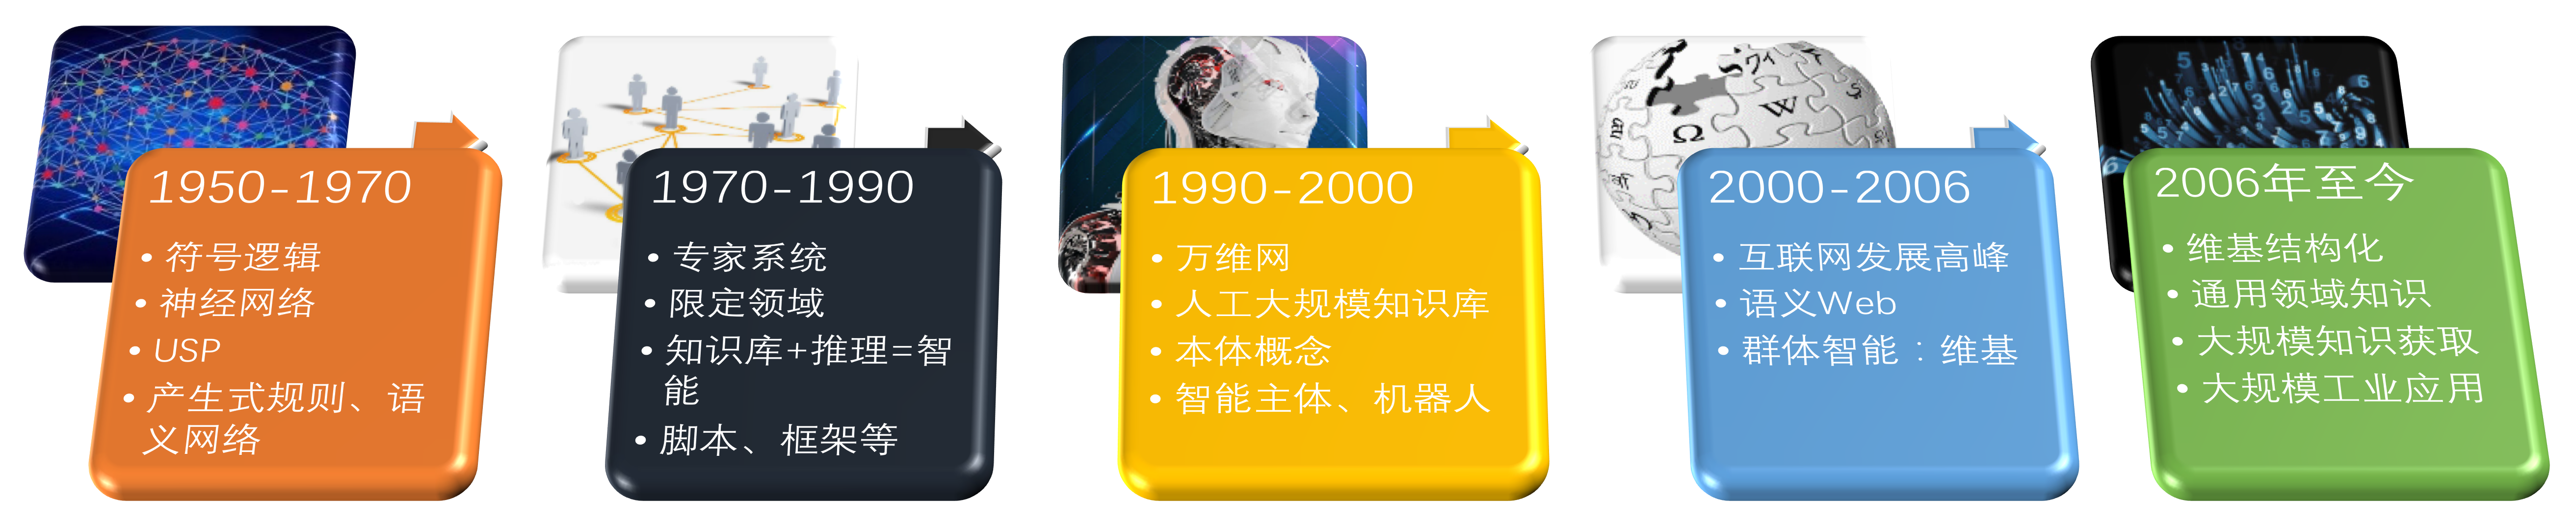 1950-1970
• 符号逻辑
• 神经网络
• USP
• 产生式规则、语
义网络
1970-1990
• 专家系统
• 限定领域
• 知识库+推理=智
能
• 脚本、框架等
1990-2000
• 万维网
• 人工大规模知识库
• 本体概念
• 智能主体、机器人
2000-2006
• 互联网发展高峰
• 语义Web
• 群体智能：维基
2006年至今
• 维基结构化
• 通用领域知识
• 大规模知识获取
• 大规模工业应用